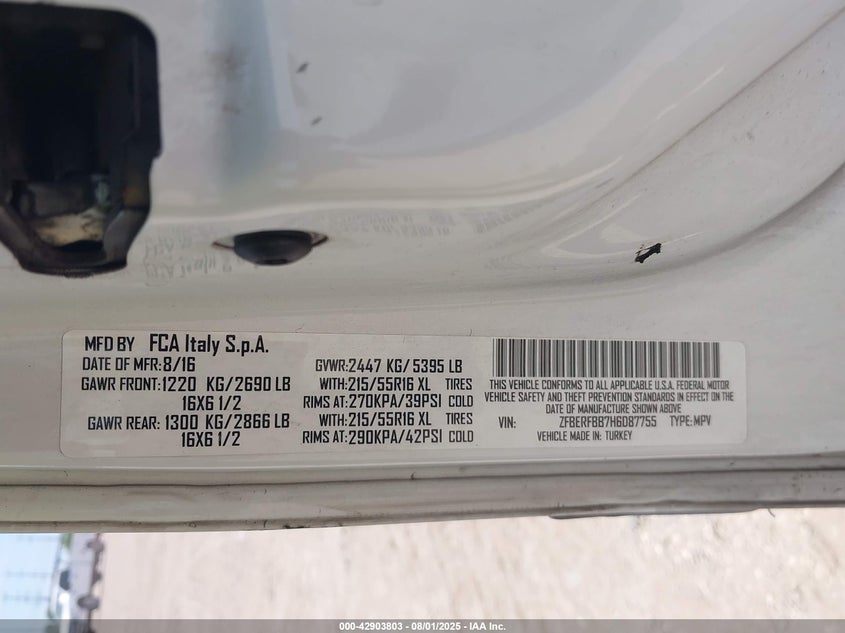 MFD BY FCA Italy S.p.A.
DATE OF MFR: 8/16
GAWR FRONT: 1220 KG/2690 LB
16X6 1/2
GAWR REAR: 1300 KG/2866 LB
16X6 1/2
GVWR: 2447 KG/5395 LB
WITH: 215/55R16 XL TIRES
RIMS AT: 270KPA/39PSI COLD
WITH: 215/55R16 XL TIRES
RIMS AT: 290KPA/42PSI COLD
THIS VEHICLE CONFORMS TO ALL APPLICABLE U.S.A. FEDERAL MOTOR
VEHICLE SAFETY AND THEFT PREVENTION STANDARDS IN EFFECT ON THE
DATE OF MANUFACTURE SHOWN ABOVE
VIN: ZFBERFBB7H6D87755 TYPE: MPV
VEHICLE MADE IN: TURKEY
000-42903803 - 08/01/2025 - IAA Inc.